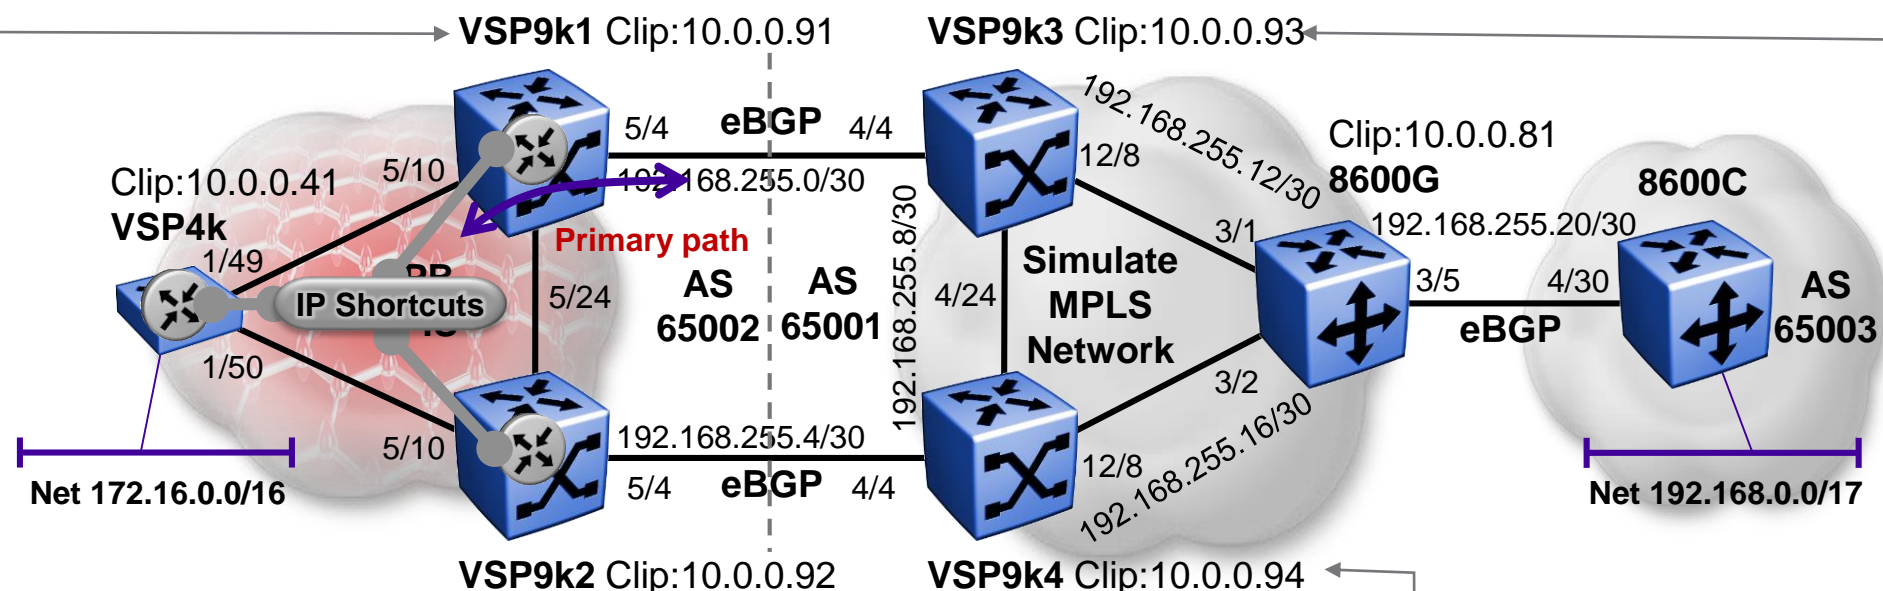 VSP9k1 Clip:10.0.0.91
VSP9k3 Clip:10.0.0.93
5/4
eBGP
4/4
192.168.255.0/30
5/10
Clip:10.0.0.41
VSP4k
1/49
Primary path
IP Shortcuts
5/24
AS
65002
AS
65001
192.168.255.8/30
4/24
12/8
192.168.255.12/30
Clip:10.0.0.81
8600G
3/1
Simulate
MPLS
Network
192.168.255.20/30
8600C
3/5
4/30
eBGP
AS
65003
1/50
3/2
5/10
192.168.255.4/30
5/4
eBGP
4/4
12/8
192.168.255.16/30
Net 172.16.0.0/16
Net 192.168.0.0/17
VSP9k2 Clip:10.0.0.92
VSP9k4 Clip:10.0.0.94